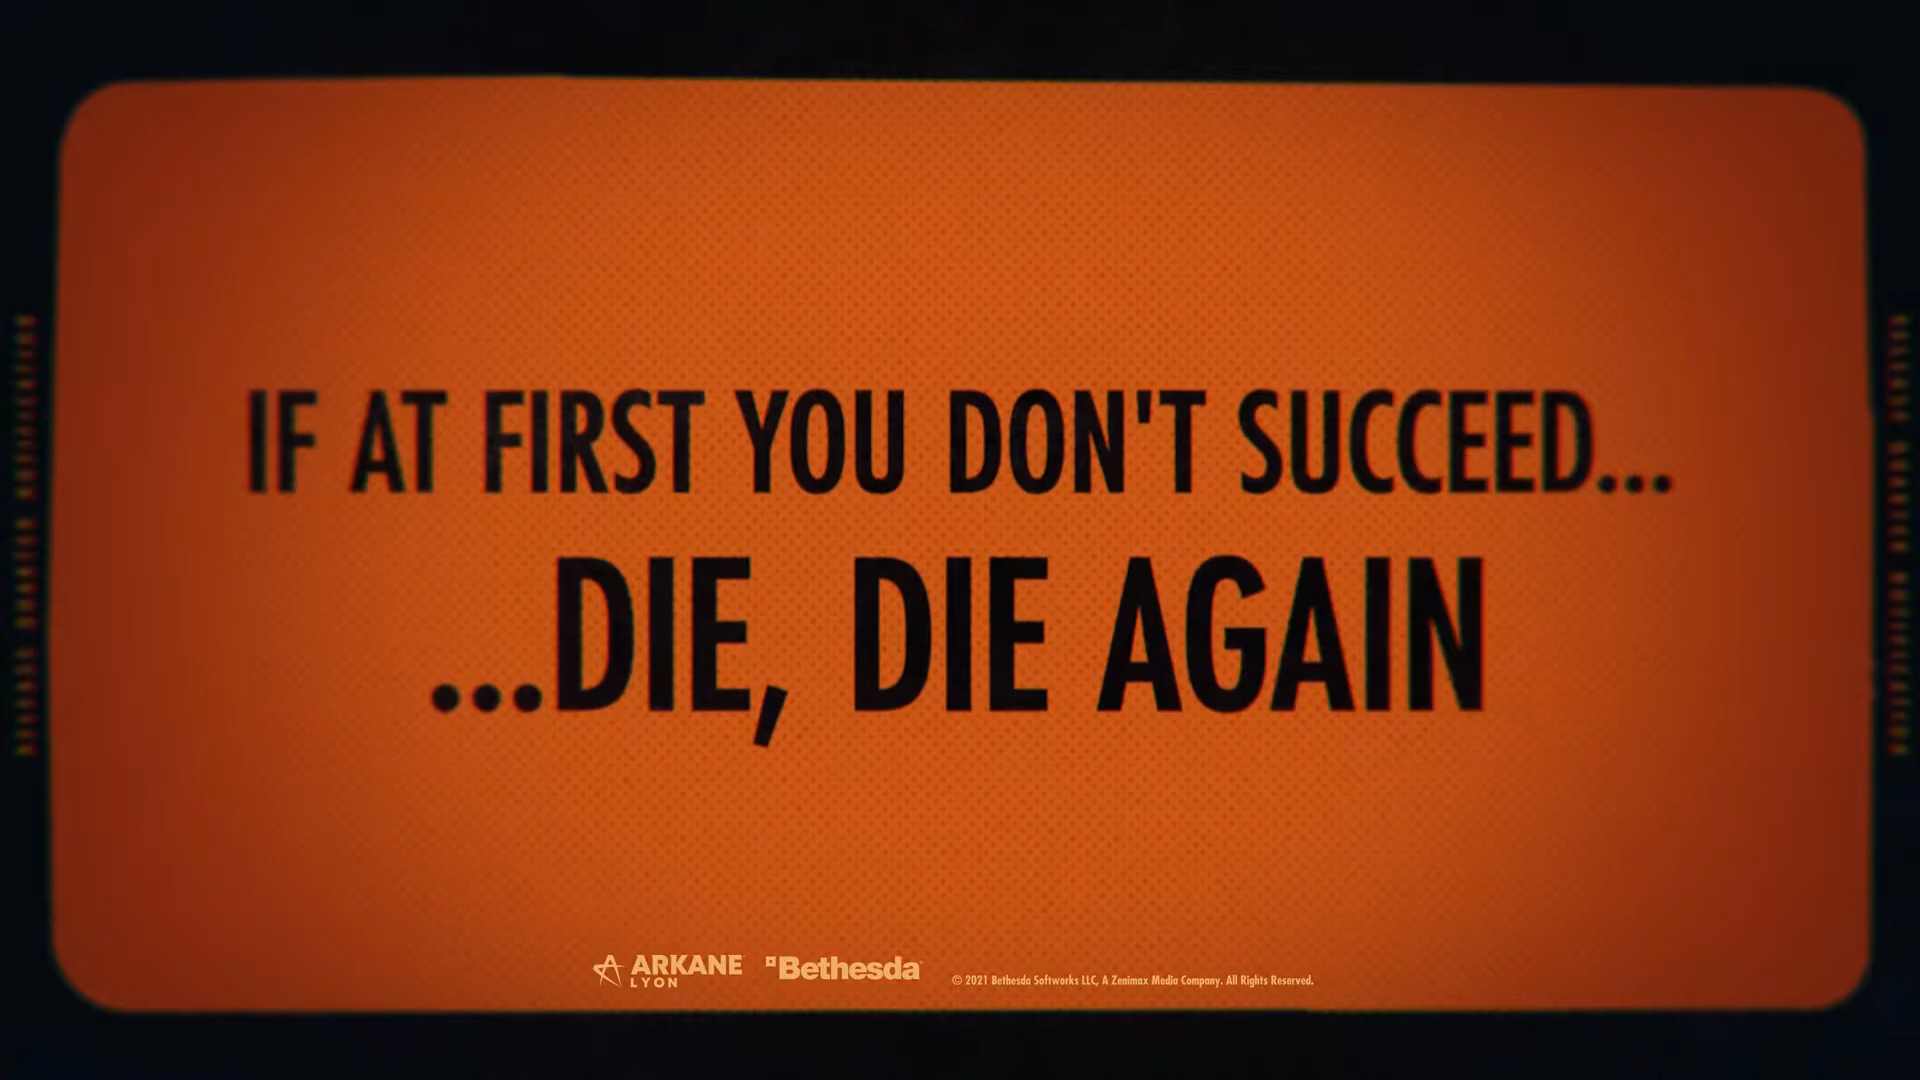 IF AT FIRST YOU DON'T SUCCEED...
...DIE, DIE AGAIN
ARKANE
LYON
Bethesda
© 2021 Bethesda Softworks LLC, A Zenimax Media Company. All Rights Reserved.